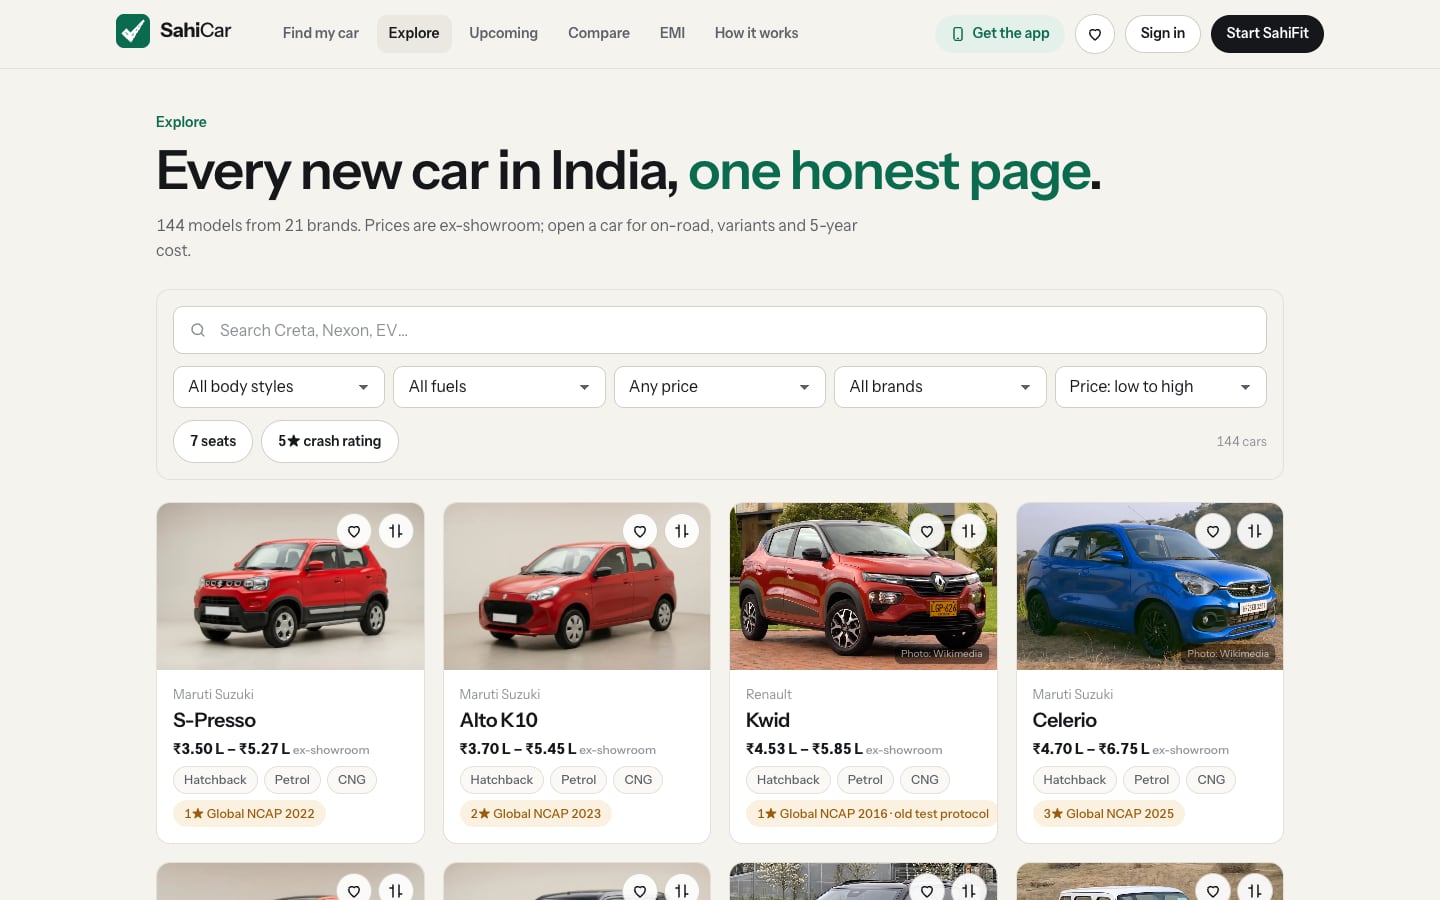 SahiCar
Find my car
Explore
Upcoming
Compare
EMI
How it works
Get the app
Sign in
Start SahiFit
Explore
Every new car in India, one honest page.
144 models from 21 brands. Prices are ex-showroom; open a car for on-road, variants and 5-year
cost.
Search Creta, Nexon, EV…
All body styles
All fuels
Any price
All brands
Price: low to high
7 seats
5★ crash rating
144 cars
Photo: Wikimedia
Photo: Wikimedia
Maruti Suzuki
S-Presso
₹3.50 L – ₹5.27 L ex-showroom
Hatchback
Petrol
CNG
1★ Global NCAP 2022
Maruti Suzuki
Alto K10
₹3.70 L – ₹5.45 L ex-showroom
Hatchback
Petrol
CNG
2★ Global NCAP 2023
Renault
Kwid
₹4.53 L – ₹5.85 L ex-showroom
Hatchback
Petrol
CNG
1★ Global NCAP 2016 · old test protocol
Maruti Suzuki
Celerio
₹4.70 L – ₹6.75 L ex-showroom
Hatchback
Petrol
CNG
3★ Global NCAP 2025